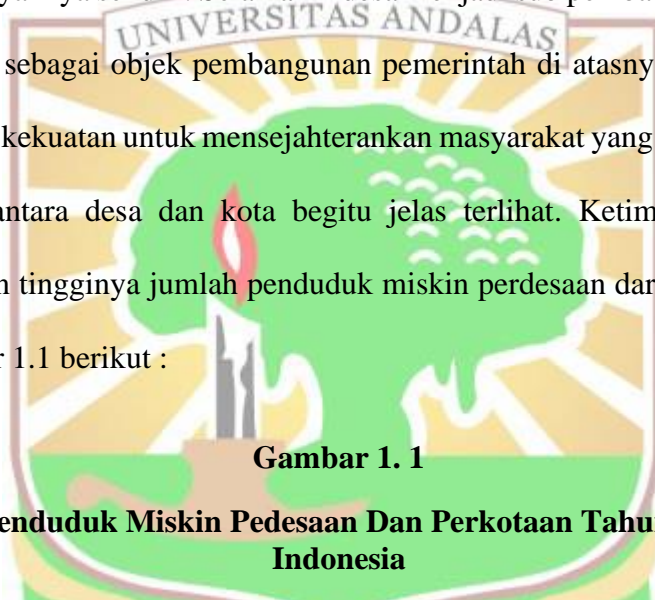 UNIVERSITAS ANDALAS
sebagai objek pembangunan pemerintah di atasny
kekuatan untuk mensejahterankan masyarakat yang
antara desa dan kota begitu jelas terlihat. Ketim
tingginya jumlah penduduk miskin perdesaan dar
1.1 berikut :
Gambar 1. 1
enduduk Miskin Pedesaan Dan Perkotaan Tahu
Indonesia